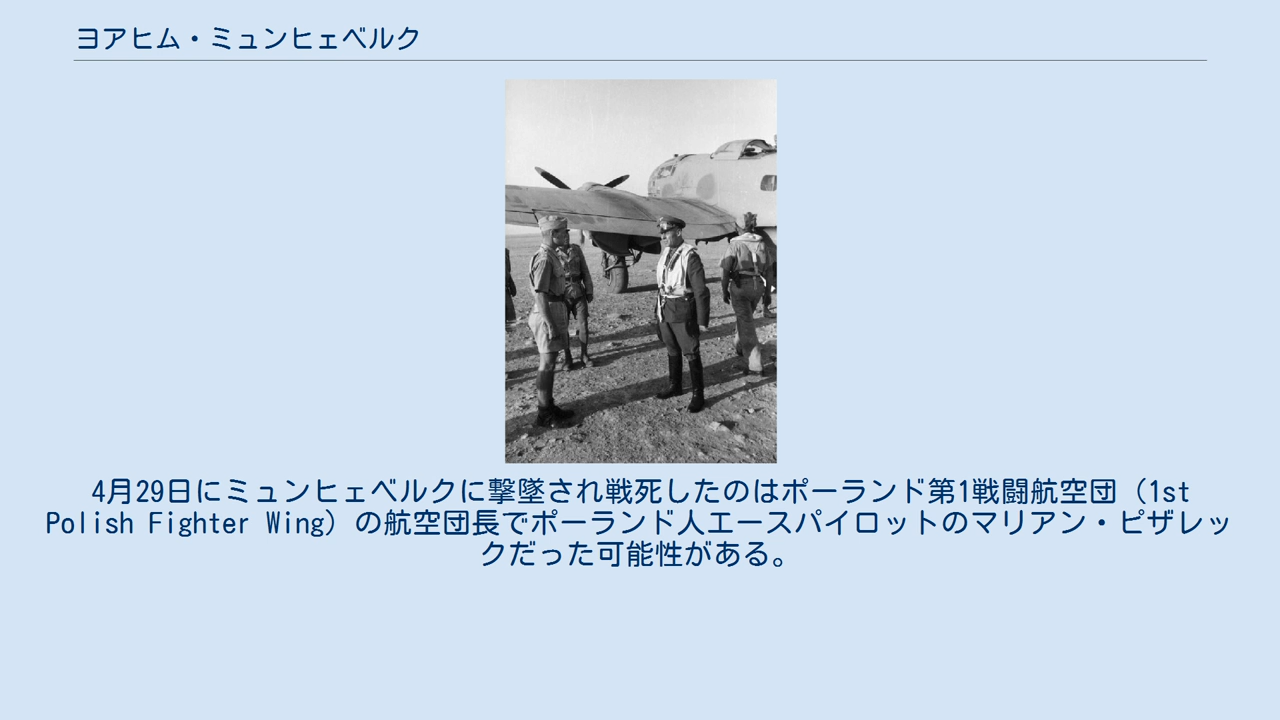 ヨアヒム・ミュンヒェベルク
4月29日にミュンヒェベルクに撃墜され戦死したのはポーランド第1戦闘航空団（1st
Polish Fighter Wing）の航空団長でポーランド人エースパイロットのマリアン・ピザレッ
クだった可能性がある。